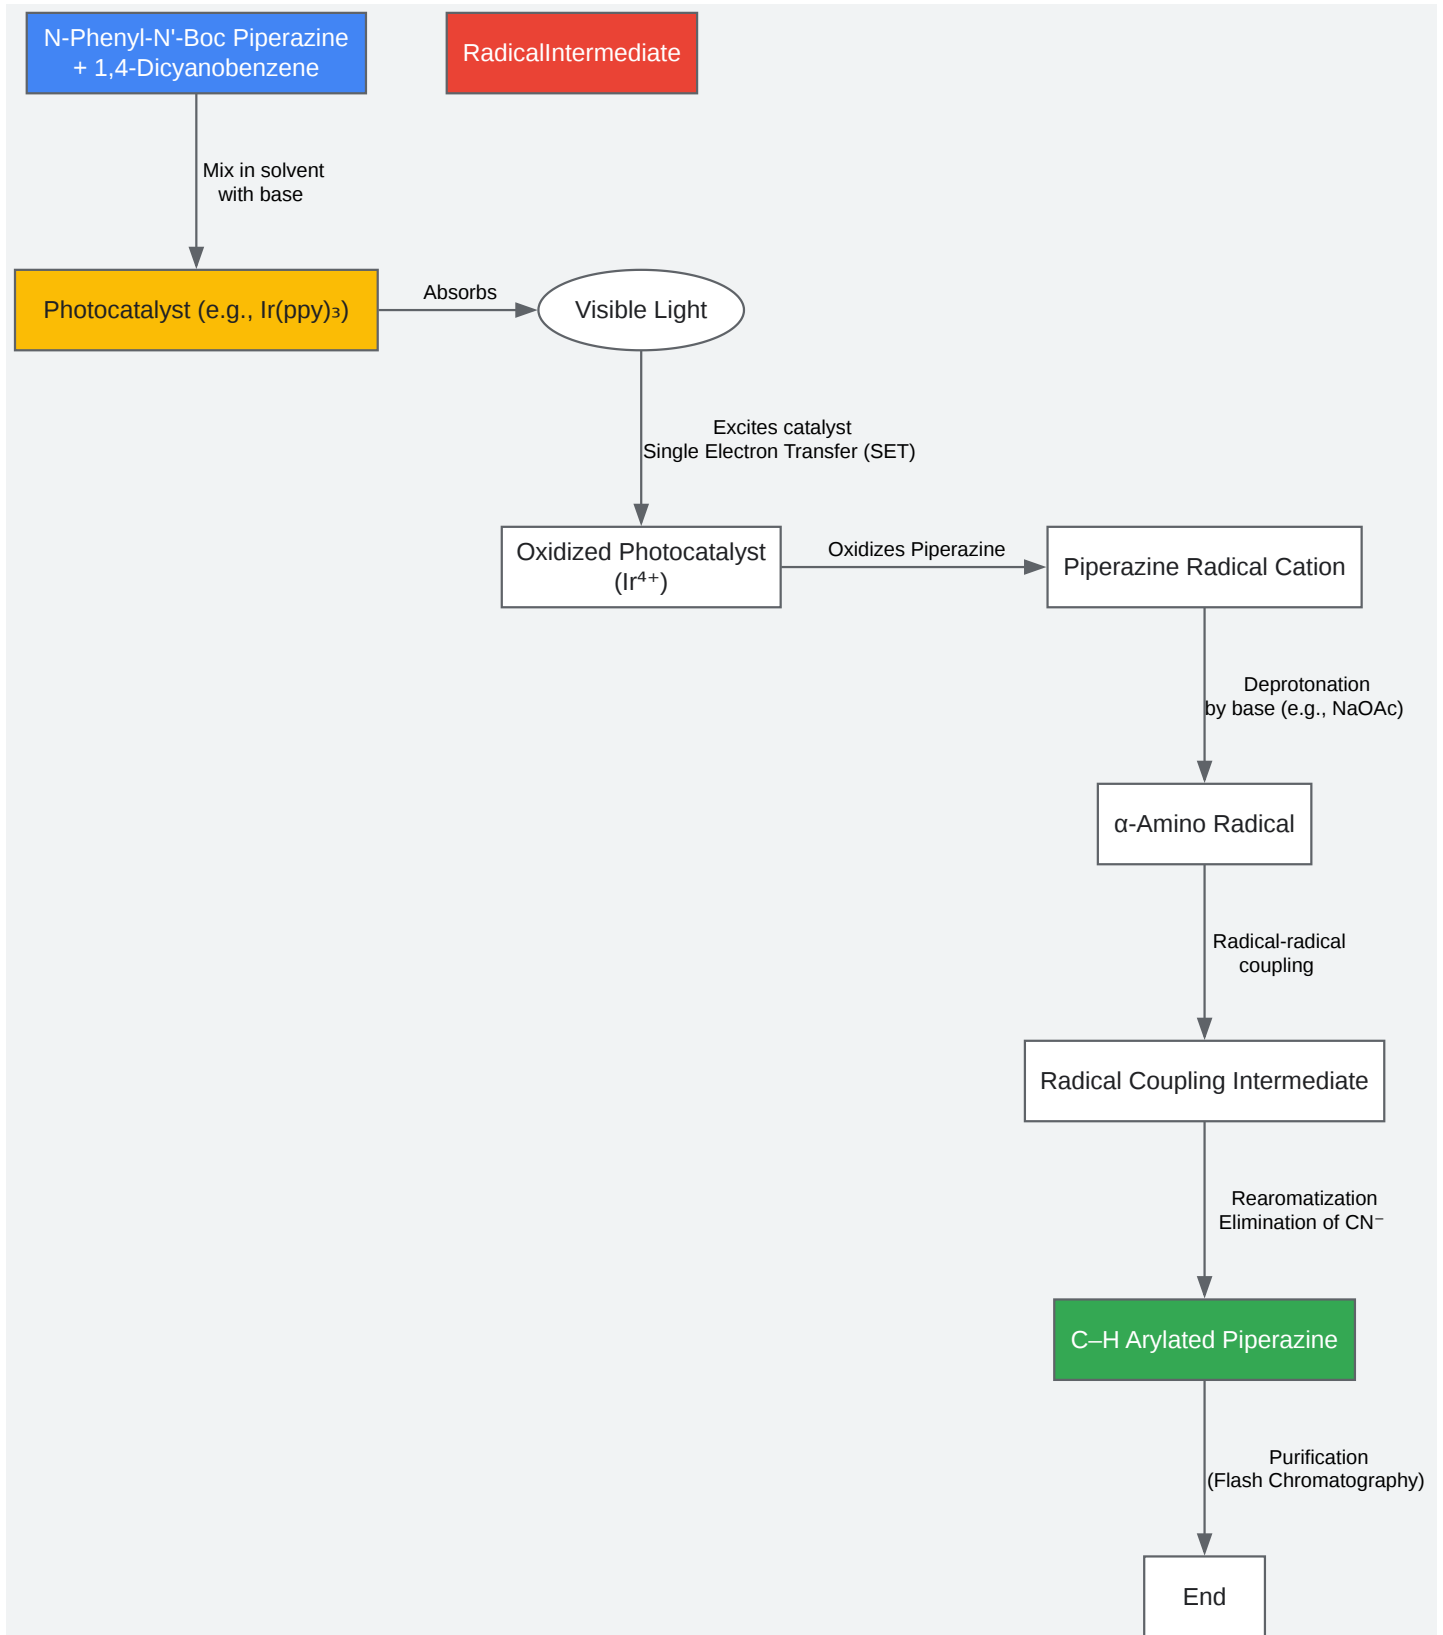 N-Phenyl-N'-Boc Piperazine
+ 1,4-Dicyanobenzene
RadicalIntermediate
Mix in solvent
with base
Photocatalyst (e.g., Ir(ppy)₃)
Absorbs
Visible Light
Excites catalyst
Single Electron Transfer (SET)
Oxidized Photocatalyst
(Ir⁴⁺)
Oxidizes Piperazine
Piperazine Radical Cation
Deprotonation
by base (e.g., NaOAc)
α-Amino Radical
Radical-radical
coupling
Radical Coupling Intermediate
Rearomatization
Elimination of CN⁻
C–H Arylated Piperazine
Purification
(Flash Chromatography)
End